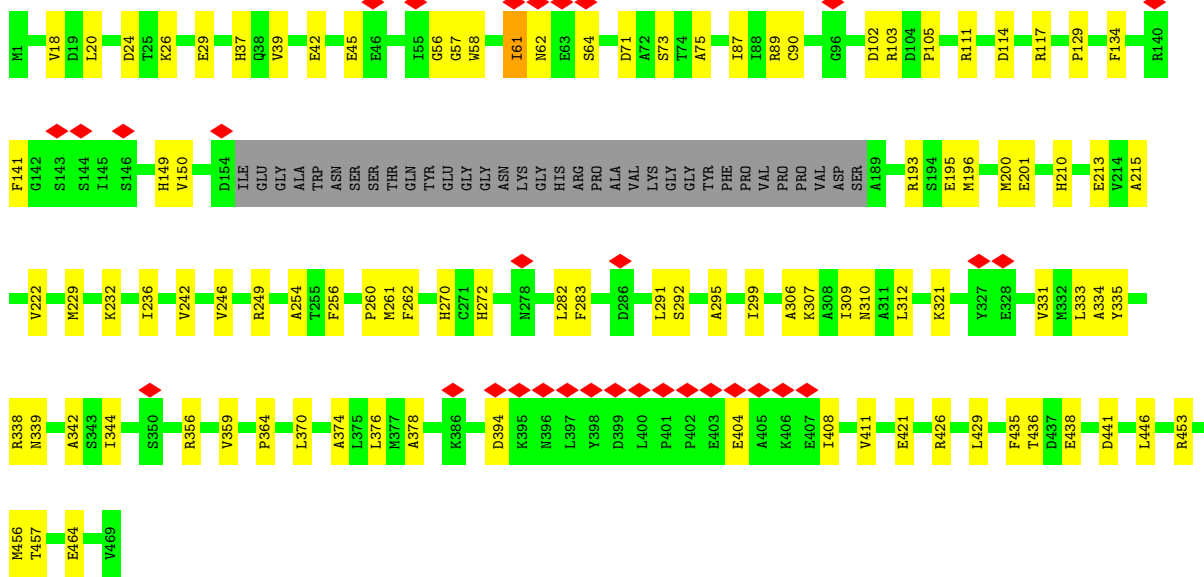 M1 V18 D19 L20 D24 T25 K26 E29 H37 Q38 V39 E42 E45 E46 I55 G56 G57 W58 I61 N62 E63 S64 D71 A72 S73 T74 A75 I87 I88 R89 C90 G96 D102 R103 D104 P105 R111 D114 R117 P129 F134 R140
F141 G142 S143 S144 I145 S146 H149 V150 D154 ILE GLU GLY ALA TRP ASN SER SER THR GLN TYR GLU GLY GLY ASN LYS GLY HIS ARG PRO ALA VAL LYS GLY GLY TYR PHE PRO VAL PRO PRO VAL ASP SER A189 R193 S194 E195 M196 M200 E201 H210 E213 V214 A215
V222 M229 K232 I236 V242 V246 R249 A254 T255 F256 P260 M261 F262 H270 C271 H272 N278 L282 F283 D286 L291 S292 A295 I299 A306 K307 A308 I309 N310 A311 L312 K321 Y327 E328 V331 M332 L333 A334 Y335
R338 N339 A342 S343 I344 S350 R356 V359 P364 L370 A374 L375 L376 M377 A378 K386 D394 K395 N396 L397 Y398 D399 L400 P401 P402 E403 E404 A405 K406 E407 I408 V411 E421 R426 L429 F435 T436 D437 E438 D441 L446 R453
M456 T457 E464 V469